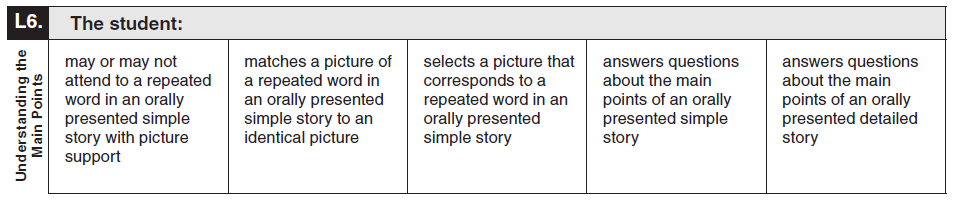 L6. The student:
Understanding the
Main Points
may or may not
attend to a repeated
word in an orally
presented simple
story with picture
support
matches a picture of
a repeated word in
an orally presented
simple story to an
identical picture
selects a picture that
corresponds to a
repeated word in an
orally presented
simple story
answers questions
about the main
points of an orally
presented simple
story
answers questions
about the main
points of an orally
presented detailed
story